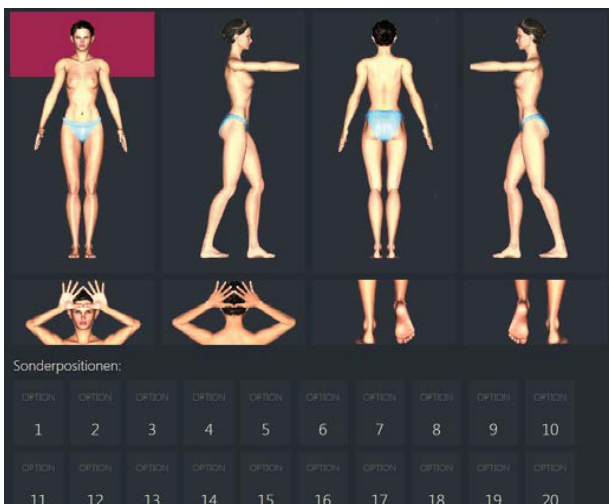 Sonderpositionen:
OPTION OPTION OPTION OPTION OPTION OPTION OPTION OPTION OPTION OPTION
1 2 3 4 5 6 7 8 9 10
OPTION OPTION OPTION OPTION OPTION OPTION OPTION OPTION OPTION OPTION
11 12 13 14 15 16 17 18 19 20